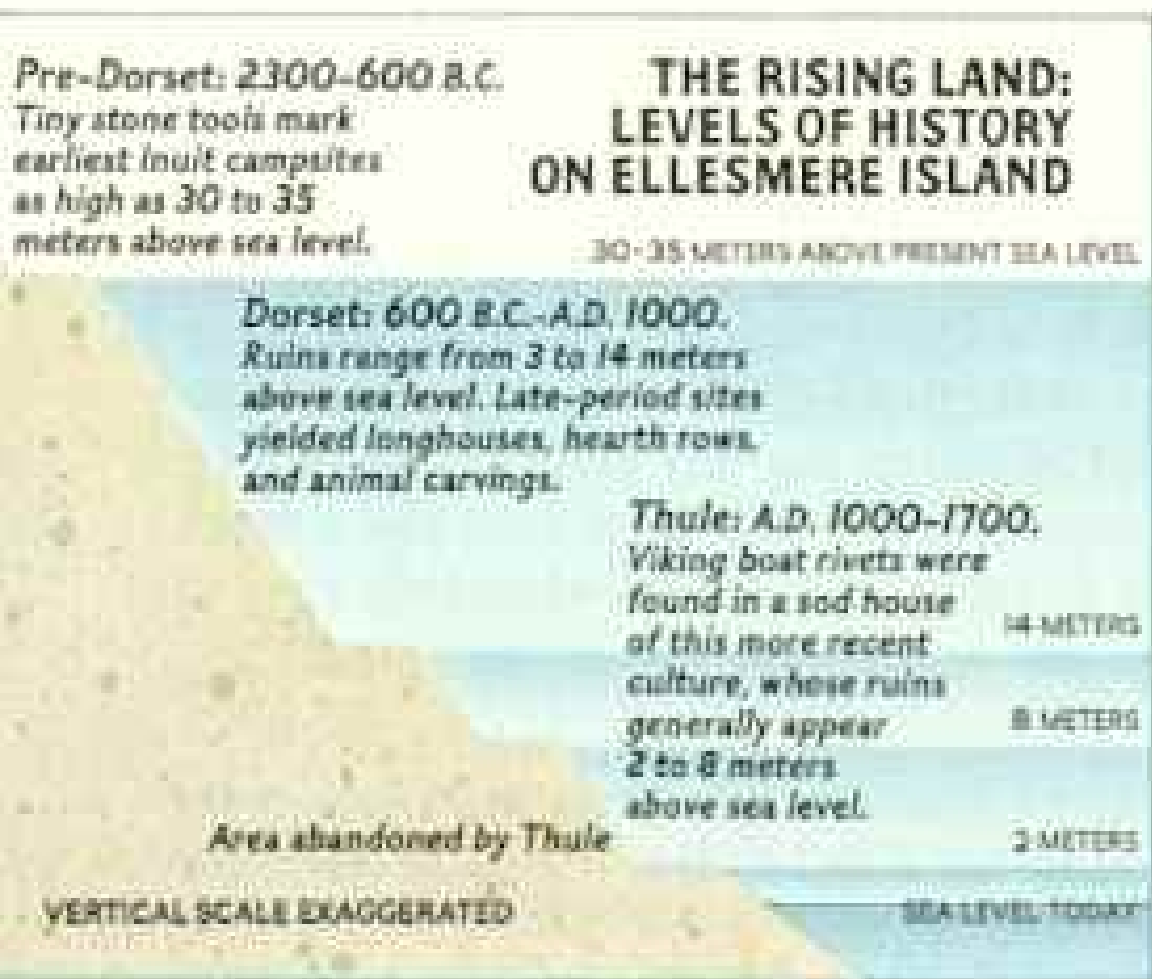 Pre-Dorset: 2300-600 B.C.
Tiny stone tools mark
earliest Inuit campsites
as high as 30 to 35
meters above sea level.
THE RISING LAND:
LEVELS OF HISTORY
ON ELLESMERE ISLAND
30-35 METERS ABOVE PRESENT SEA LEVEL
Dorset: 600 B.C.-A.D. 1000.
Ruins range from 3 to 14 meters
above sea level. Late-period sites
yielded longhouses, hearth rows,
and animal carvings.
Thule: A.D. 1000-1700.
Viking boat rivets were
found in a sod house
of this more recent
culture, whose ruins
generally appear
2 to 8 meters
above sea level.
14 METERS
8 METERS
2 METERS
Area abandoned by Thule
VERTICAL SCALE EXAGGERATED
SEA LEVEL TODAY